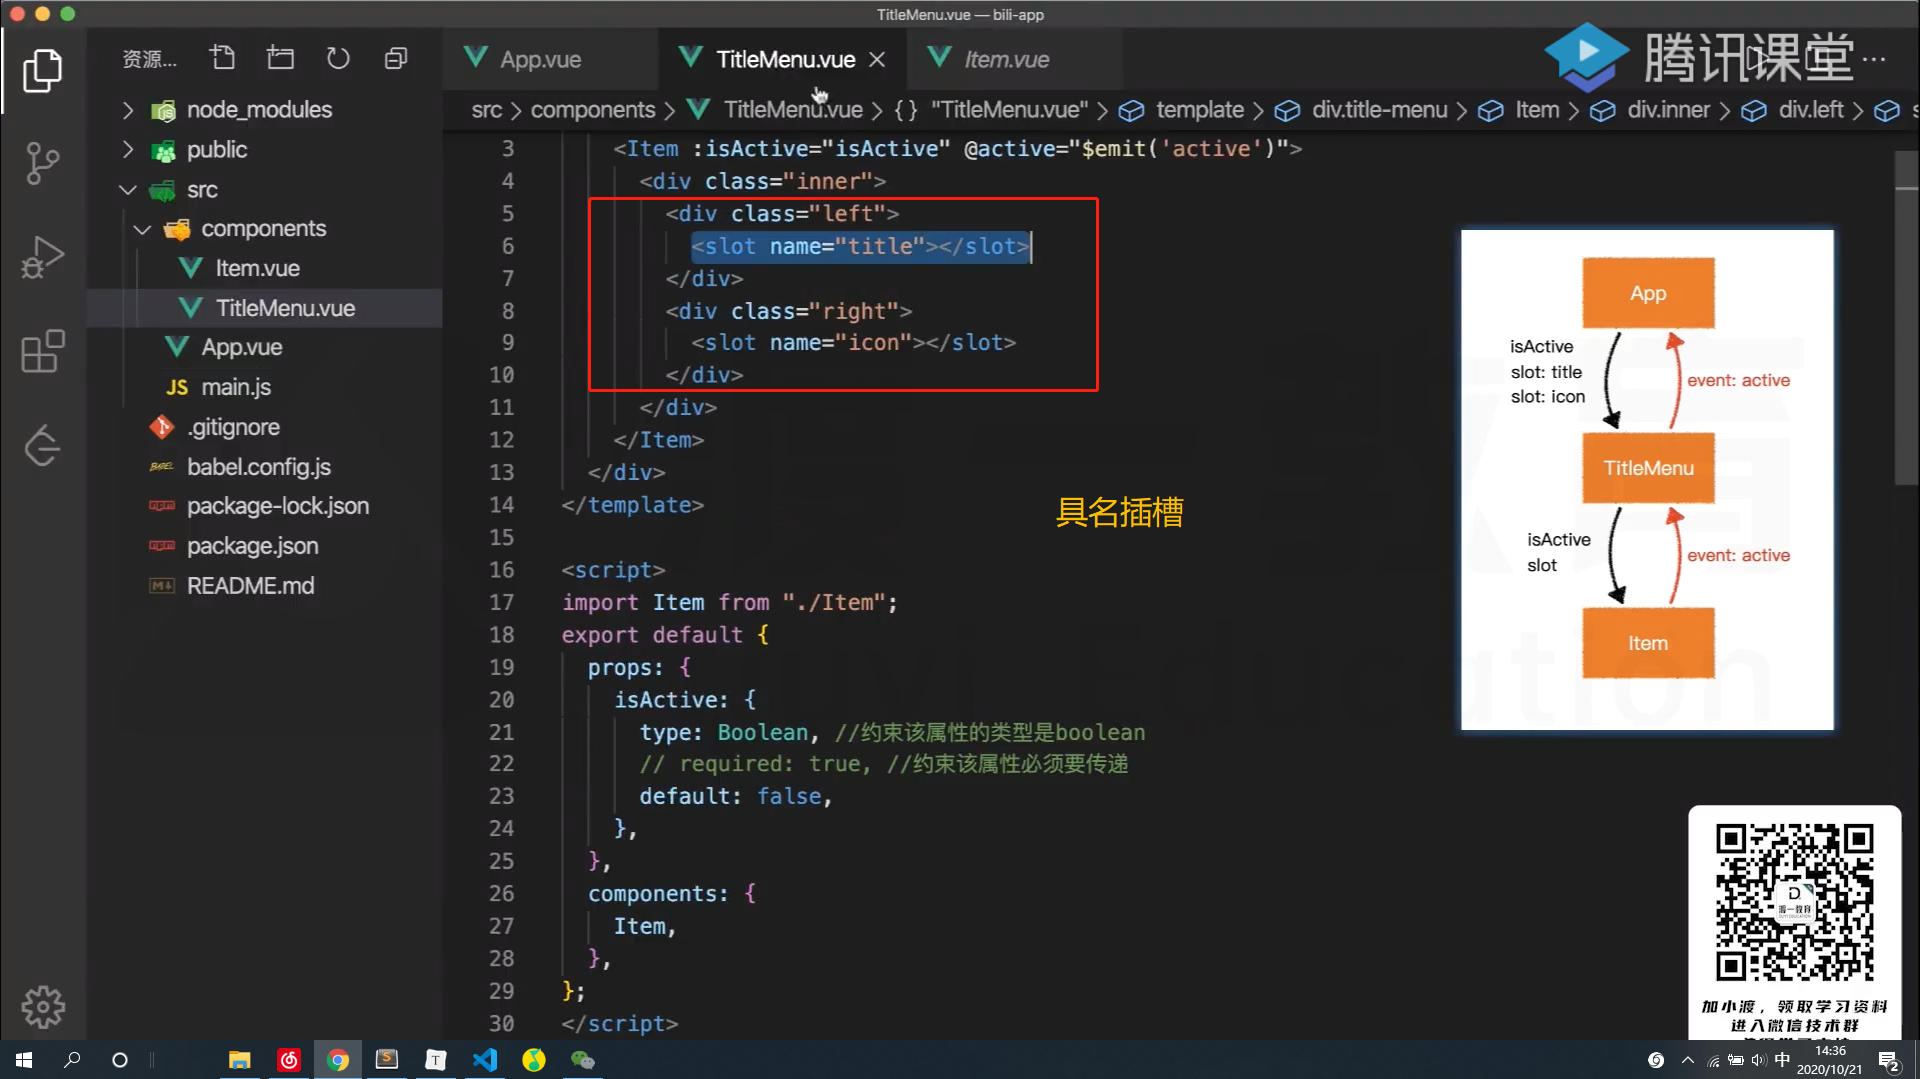 TitleMenu.vue — bili-app
资源...
App.vue
TitleMenu.vue
Item.vue
腾讯课堂
src > components > TitleMenu.vue > {} "TitleMenu.vue" > template > div.title-menu > Item > div.inner > div.left > s
node_modules
public
src
components
Item.vue
TitleMenu.vue
App.vue
JS main.js
.gitignore
BABEL babel.config.js
package-lock.json
package.json
README.md
3 <Item :isActive="isActive" @active="$emit('active')">
4 <div class="inner">
5 <div class="left">
6 <slot name="title"></slot>
7 </div>
8 <div class="right">
9 <slot name="icon"></slot>
10 </div>
11 </div>
12 </Item>
13 </div>
14 </template>
15
16 <script>
17 import Item from "./Item";
18 export default {
19 props: {
20 isActive: {
21 type: Boolean, //约束该属性的类型是boolean
22 // required: true, //约束该属性必须要传递
23 default: false,
24 },
25 },
26 components: {
27 Item,
28 },
29 };
30 </script>
具名插槽
App
isActive
slot: title
slot: icon
event: active
TitleMenu
isActive
slot
event: active
Item
渡一教育
加小渡，领取学习资料
进入微信技术群
中
14:36
2020/10/21
2